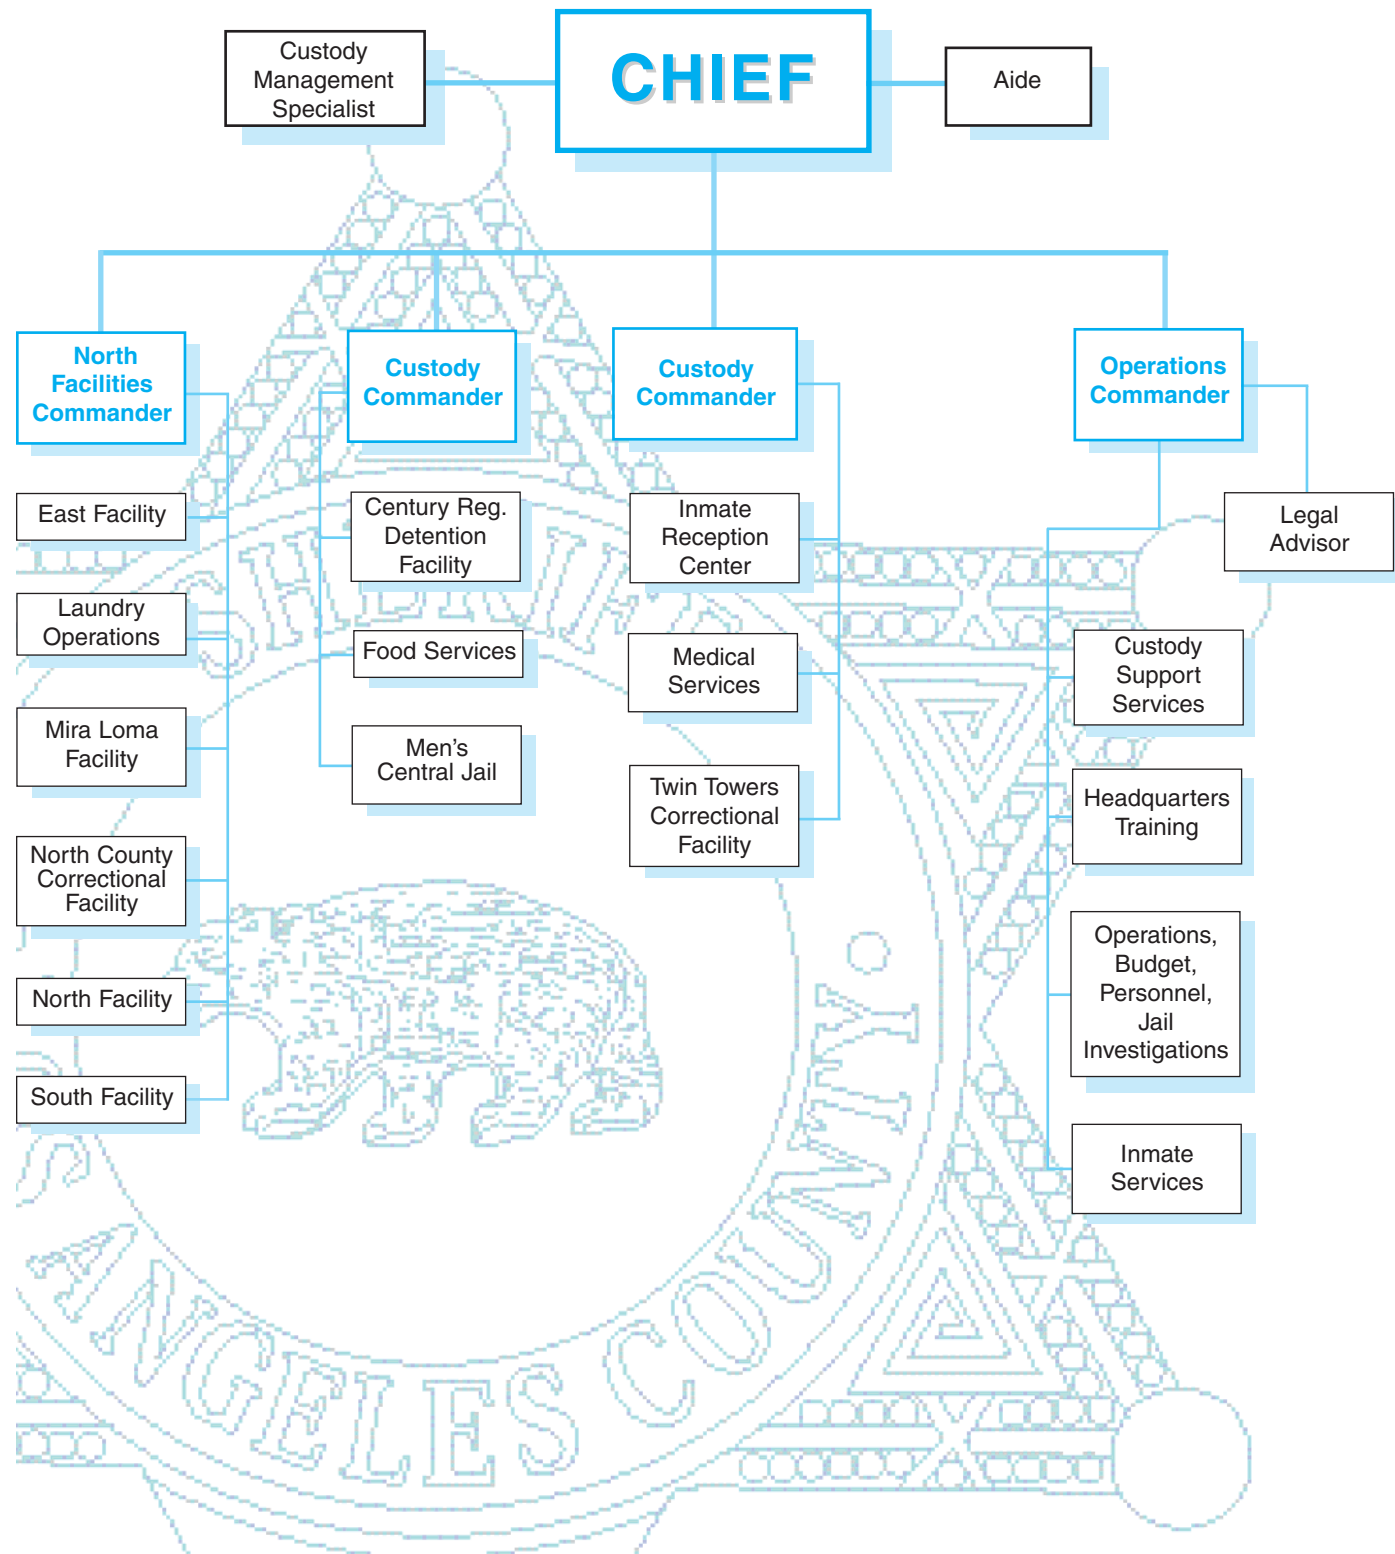 Custody
Management
Specialist
CHIEF
Aide
North
Facilities
Commander
Custody
Commander
Custody
Commander
Operations
Commander
East Facility
Laundry
Operations
Mira Loma
Facility
North County
Correctional
Facility
North Facility
South Facility
Century Reg.
Detention
Facility
Food Services
Men's
Central Jail
Inmate
Reception
Center
Medical
Services
Twin Towers
Correctional
Facility
Legal
Advisor
Custody
Support
Services
Headquarters
Training
Operations,
Budget,
Personnel,
Jail
Investigations
Inmate
Services
ANGELES COUNTY